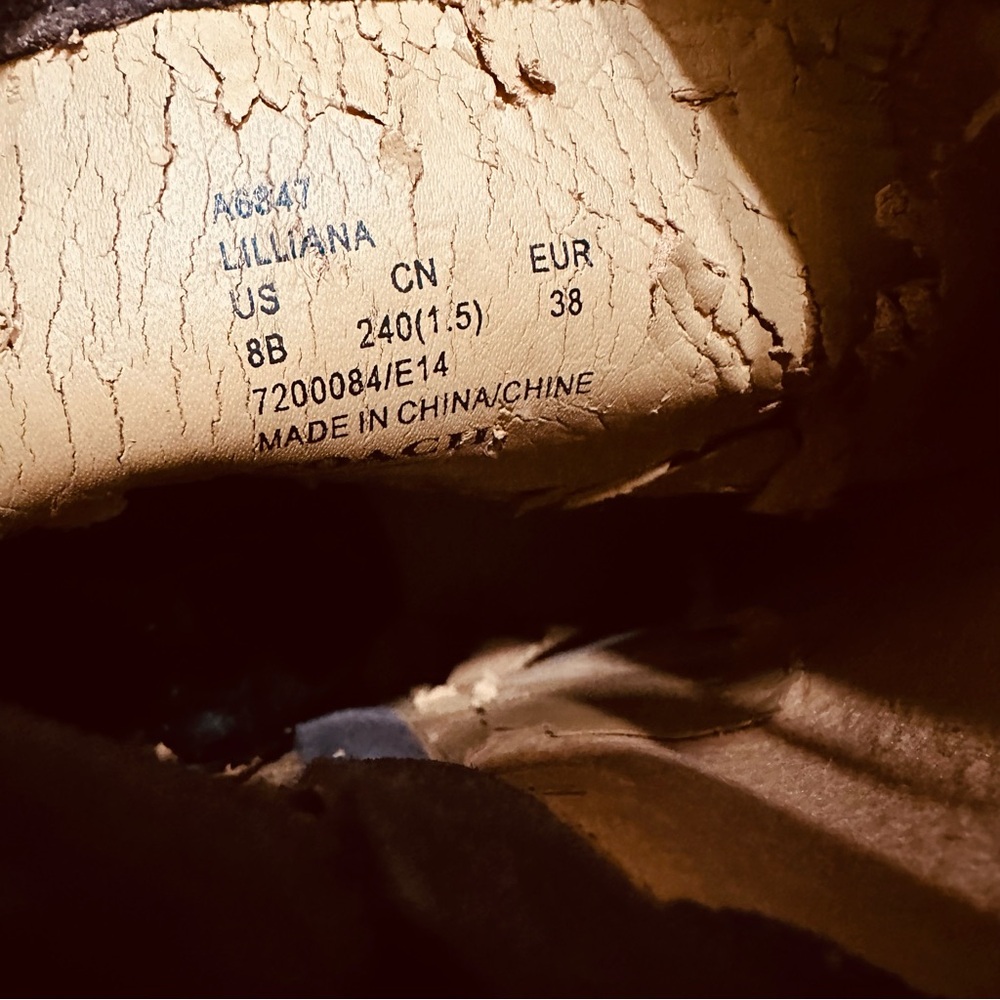 A6847
LILLIANA
US CN EUR
8B 240(1.5) 38
7200084/E14
MADE IN CHINA/CHINE